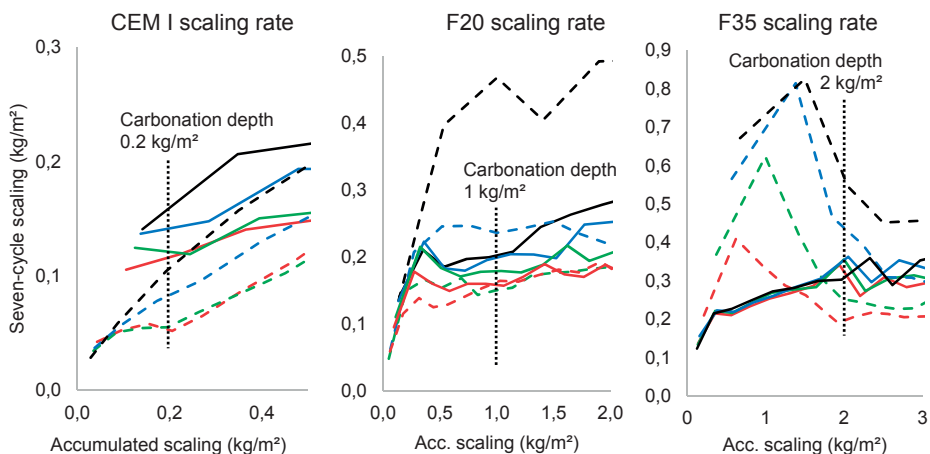 CEM I scaling rate
Seven-cycle scaling (kg/m²)
0,3
0,2
0,1
0,0
Carbonation depth
0.2 kg/m²
0,0
0,2
0,4
Accumulated scaling (kg/m²)
F20 scaling rate
0,5
0,4
0,3
0,2
0,1
0,0
Carbonation depth
1 kg/m²
0,0
0,5
1,0
1,5
2,0
Acc. scaling (kg/m²)
F35 scaling rate
0,9
0,8
0,7
0,6
0,5
0,4
0,3
0,2
0,1
0,0
Carbonation depth
2 kg/m²
0
1
2
3
Acc. scaling (kg/m²)